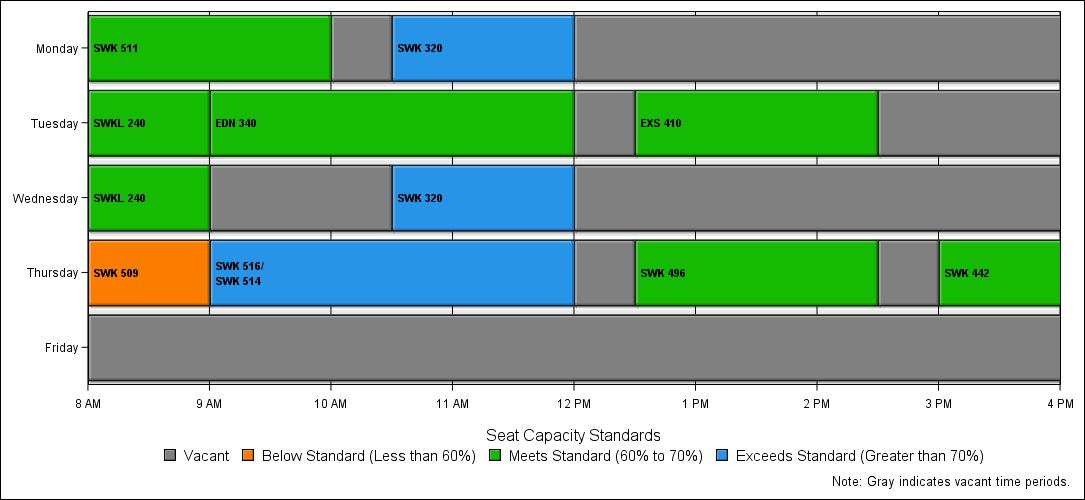 Monday
SWK 511
SWK 320
Tuesday
SWKL 240
EDN 340
EXS 410
Wednesday
SWKL 240
SWK 320
Thursday
SWK 509
SWK 516/
SWK 514
SWK 496
SWK 442
Friday
8 AM 9 AM 10 AM 11 AM 12 PM 1 PM 2 PM 3 PM 4 PM
Seat Capacity Standards
Vacant Below Standard (Less than 60%) Meets Standard (60% to 70%) Exceeds Standard (Greater than 70%)
Note: Gray indicates vacant time periods.